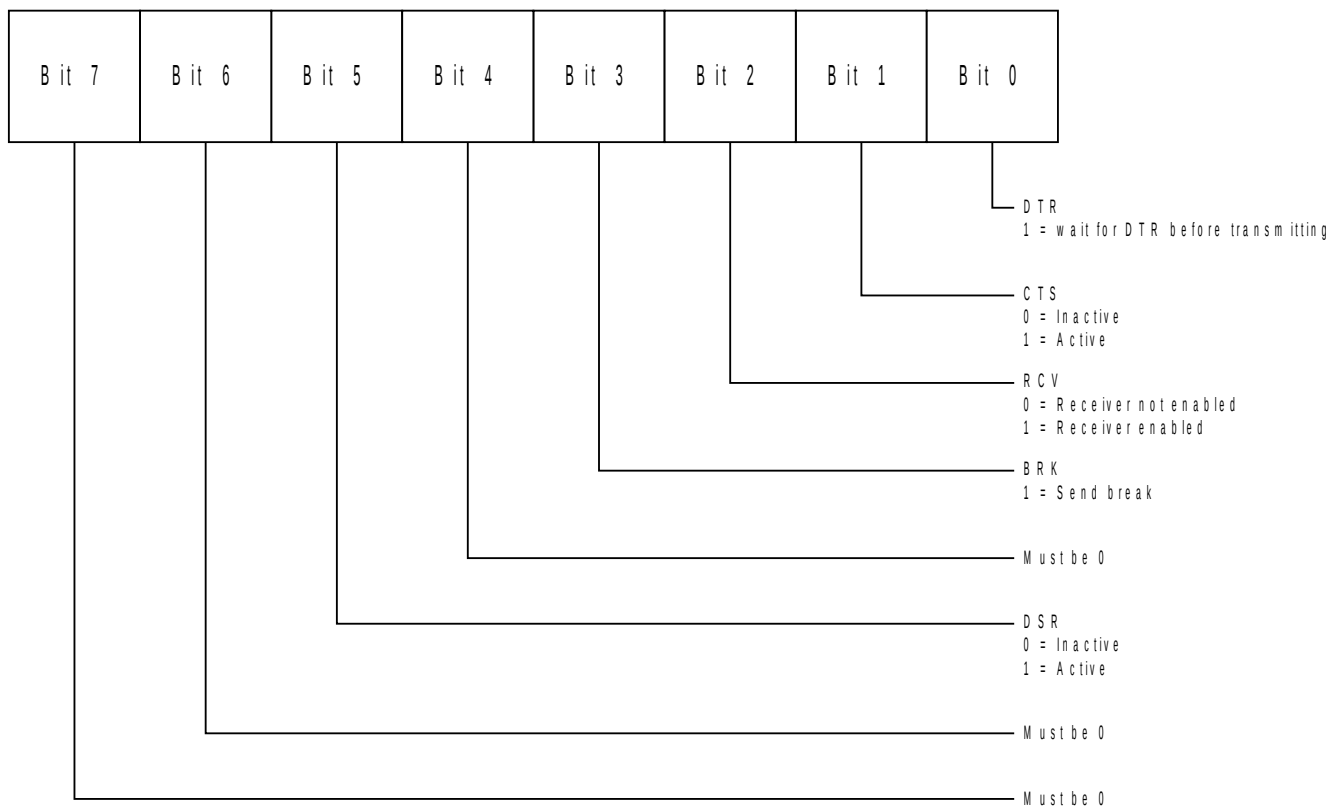 Bit 7 Bit 6 Bit 5 Bit 4 Bit 3 Bit 2 Bit 1 Bit 0
DTR
1 = wait for DTR before transmitting
CTS
0 = Inactive
1 = Active
RCV
0 = Receiver not enabled
1 = Receiver enabled
BRK
1 = Send break
Must be 0
DSR
0 = Inactive
1 = Active
Must be 0
Must be 0